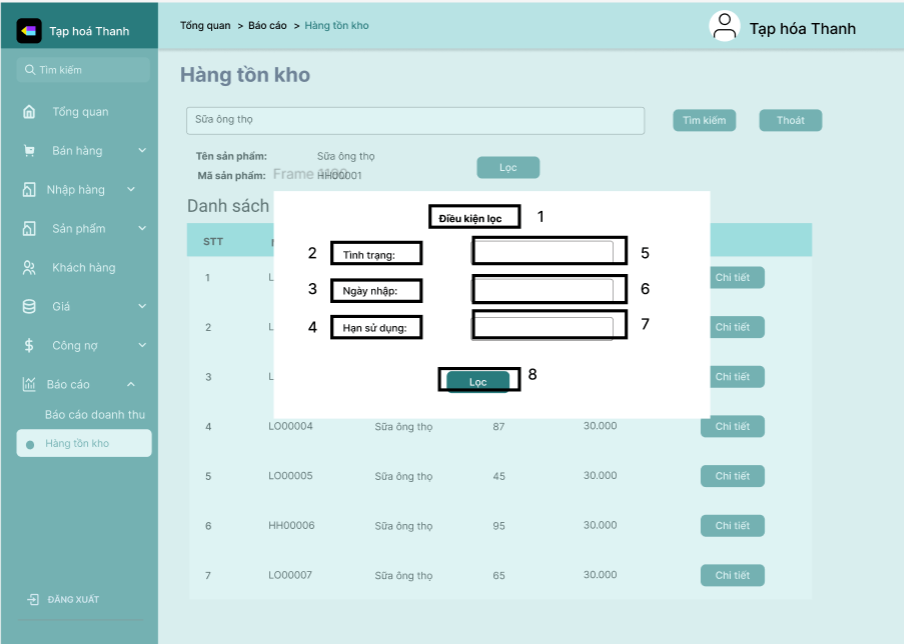 Tạp hoá Thanh
Tổng quan > Báo cáo > Hàng tồn kho
Tạp hóa Thanh
Tìm kiếm
Hàng tồn kho
Tổng quan
Sữa ông thọ
Tìm kiếm
Thoát
Bán hàng
Tên sản phẩm: Sữa ông thọ
Lọc
Mã sản phẩm: HH00001
Nhập hàng
Danh sách
Điều kiện lọc 1
Sản phẩm
STT
2 Tình trạng: 5
Khách hàng
1 L Chi tiết
3 Ngày nhập: 6
Giá
4 Hạn sử dụng: 7
2 L Chi tiết
Công nợ
3 L Chi tiết
Lọc 8
Báo cáo
Báo cáo doanh thu
4 LO00004 Sữa ông thọ 87 30.000 Chi tiết
Hàng tồn kho
5 LO00005 Sữa ông thọ 45 30.000 Chi tiết
6 HH00006 Sữa ông thọ 95 30.000 Chi tiết
7 LO00007 Sữa ông thọ 65 30.000 Chi tiết
ĐĂNG XUẤT